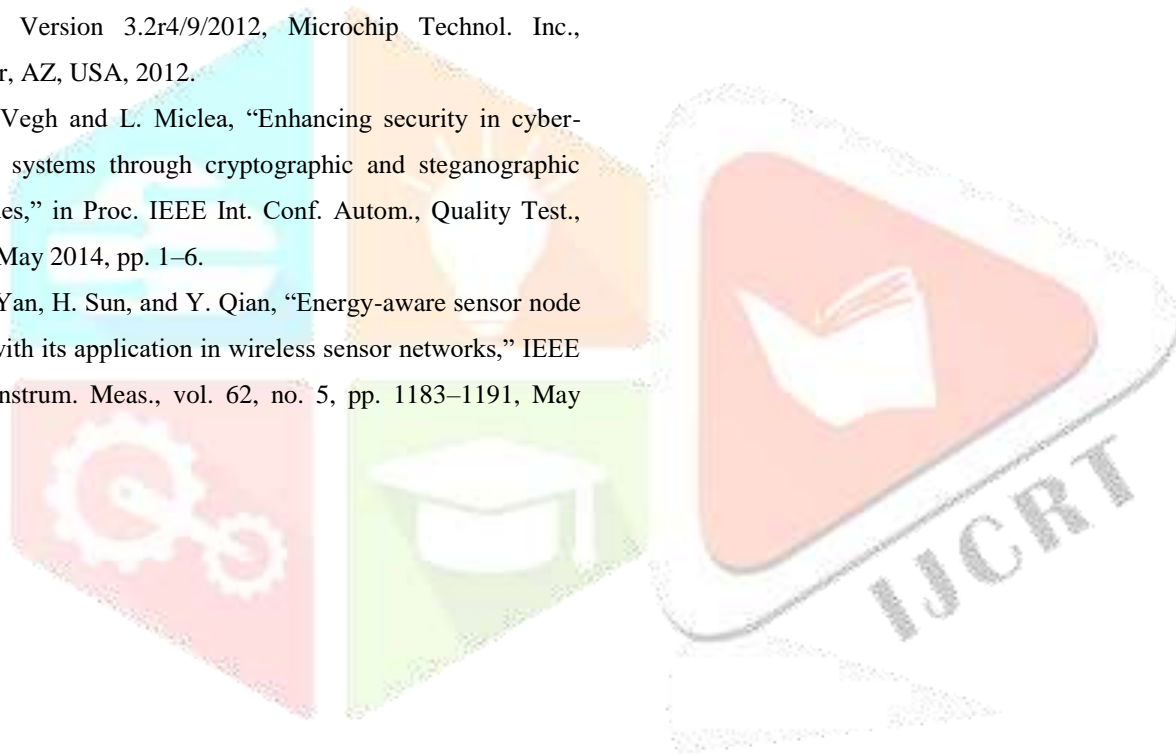 Version 3.2r4/9/2012, Microchip Technol. Inc.,
r, AZ, USA, 2012.
Vegh and L. Miclea, “Enhancing security in cyber-
systems through cryptographic and steganographic
es,” in Proc. IEEE Int. Conf. Autom., Quality Test.,
May 2014, pp. 1–6.
Yan, H. Sun, and Y. Qian, “Energy-aware sensor node
with its application in wireless sensor networks,” IEEE
nstrum. Meas., vol. 62, no. 5, pp. 1183–1191, May
IJCRT